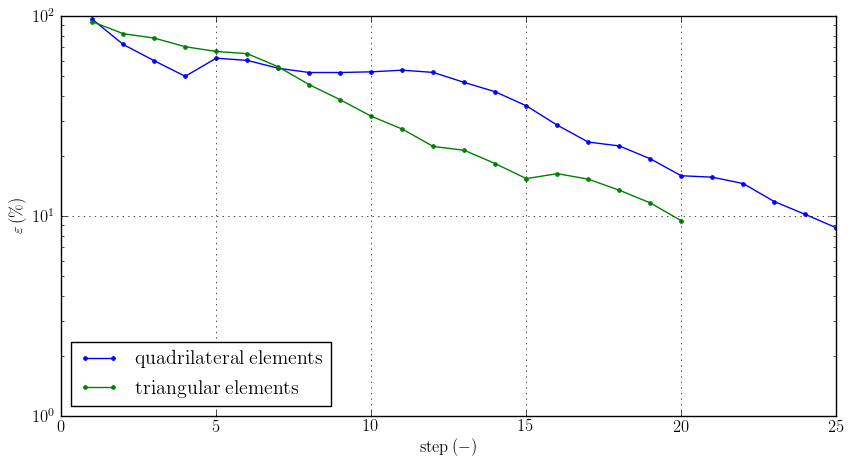 10²
10¹
10⁰
ε (%)
quadrilateral elements
triangular elements
0 5 10 15 20 25
step (−)